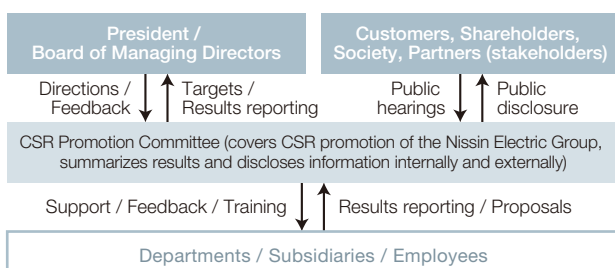 President /
Board of Managing Directors
Customers, Shareholders,
Society, Partners (stakeholders)
Directions /
Feedback
Targets /
Results reporting
Public
hearings
Public
disclosure
CSR Promotion Committee (covers CSR promotion of the Nissin Electric Group,
summarizes results and discloses information internally and externally)
Support / Feedback / Training
Results reporting / Proposals
Departments / Subsidiaries / Employees